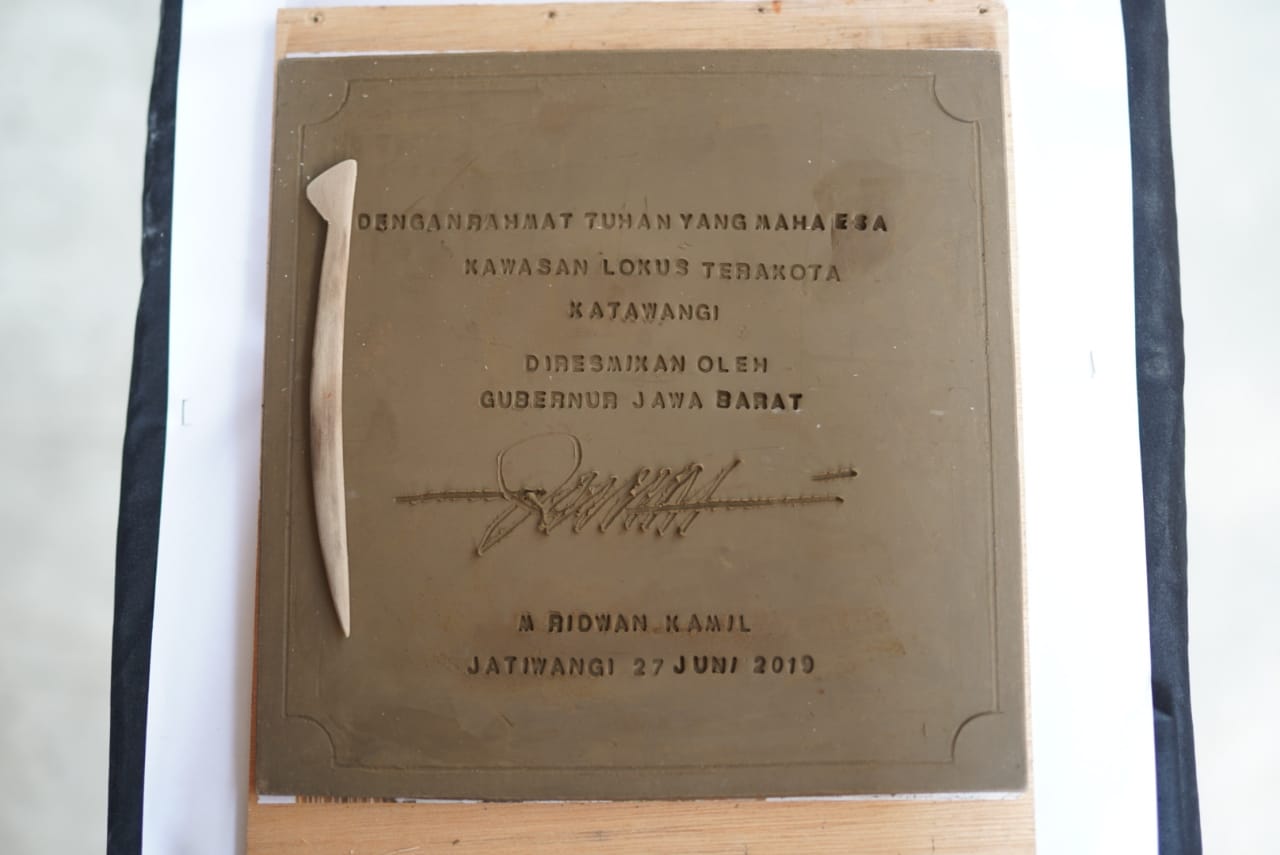 DENGAN RAHMAT TUHAN YANG MAHA ESA
KAWASAN LOKUS TERAKOTA
KATAWANGI
DIRESMIKAN OLEH
GUBERNUR JAWA BARAT
M RIDWAN KAMIL
JATIWANGI 27 JUNI 2019